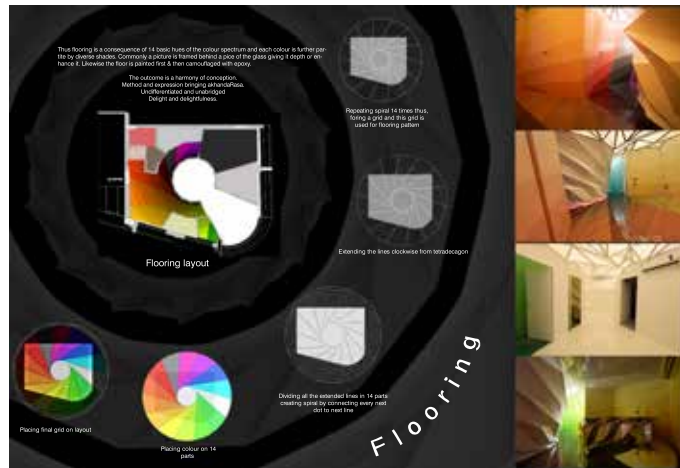 Thus flooring is a consequence of 14 basic hues of the colour spectrum and each colour is further par-
tite by diverse shades. Commonly a picture is framed behind a pice of the glass giving it depth or en-
hance it. Likewise the floor is painted first & then camouflaged with epoxy.
The outcome is a harmony of conception.
Method and expression bringing akhandaRasa.
Undifferentiated and unabridged
Delight and delightfulness.
Flooring layout
Repeating spiral 14 times thus,
foring a grid and this grid is
used for flooring pattern
Extending the lines clockwise from tetradecagon
Dividing all the extended lines in 14 parts
creating spiral by connecting every next
dot to next line
Placing colour on 14
parts
Placing final grid on layout
Flooring